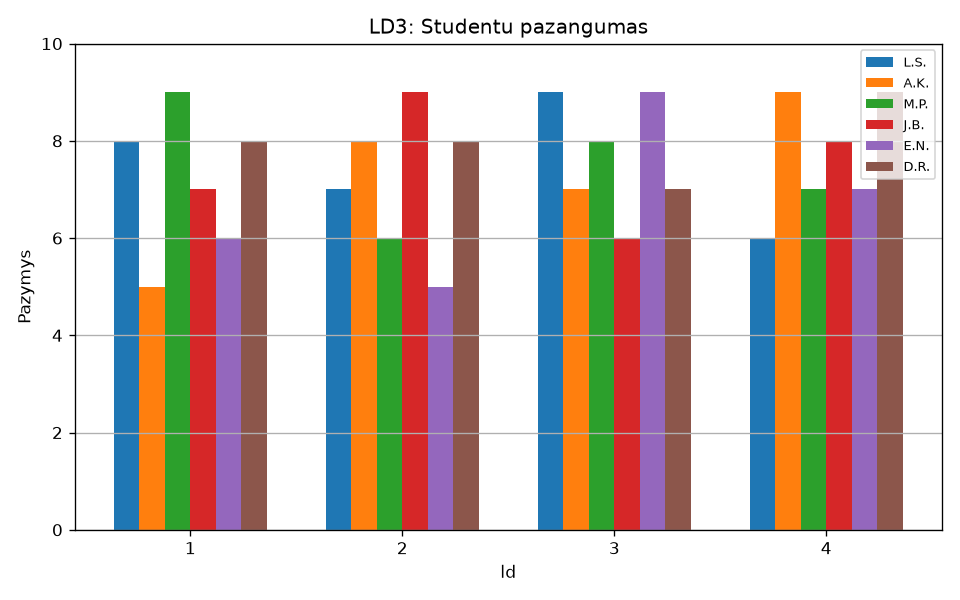 LD3: Studentu pazangumas
10
8
6
4
2
0
Pazymys
L.S.
A.K.
M.P.
J.B.
E.N.
D.R.
1 2 3 4
ld